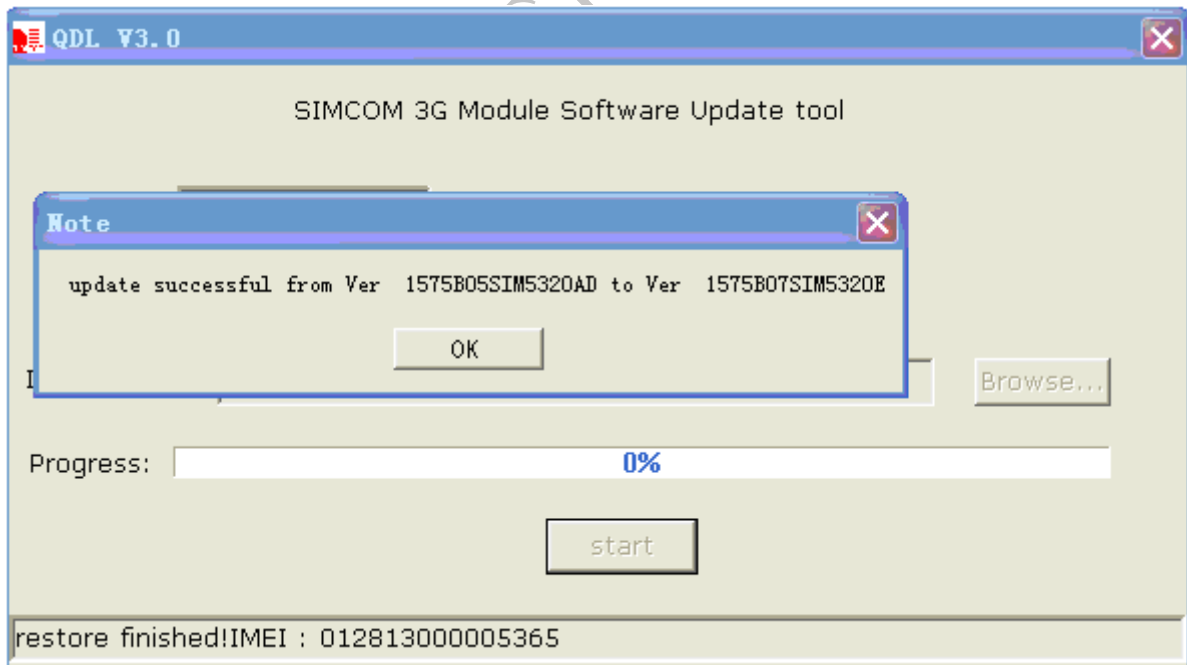 QDL V3.0
SIMCOM 3G Module Software Update tool
Note
update successful from Ver 1575B05SIM5320AD to Ver 1575B07SIM5320E
OK
Browse...
Progress:
0%
start
restore finished!IMEI : 012813000005365